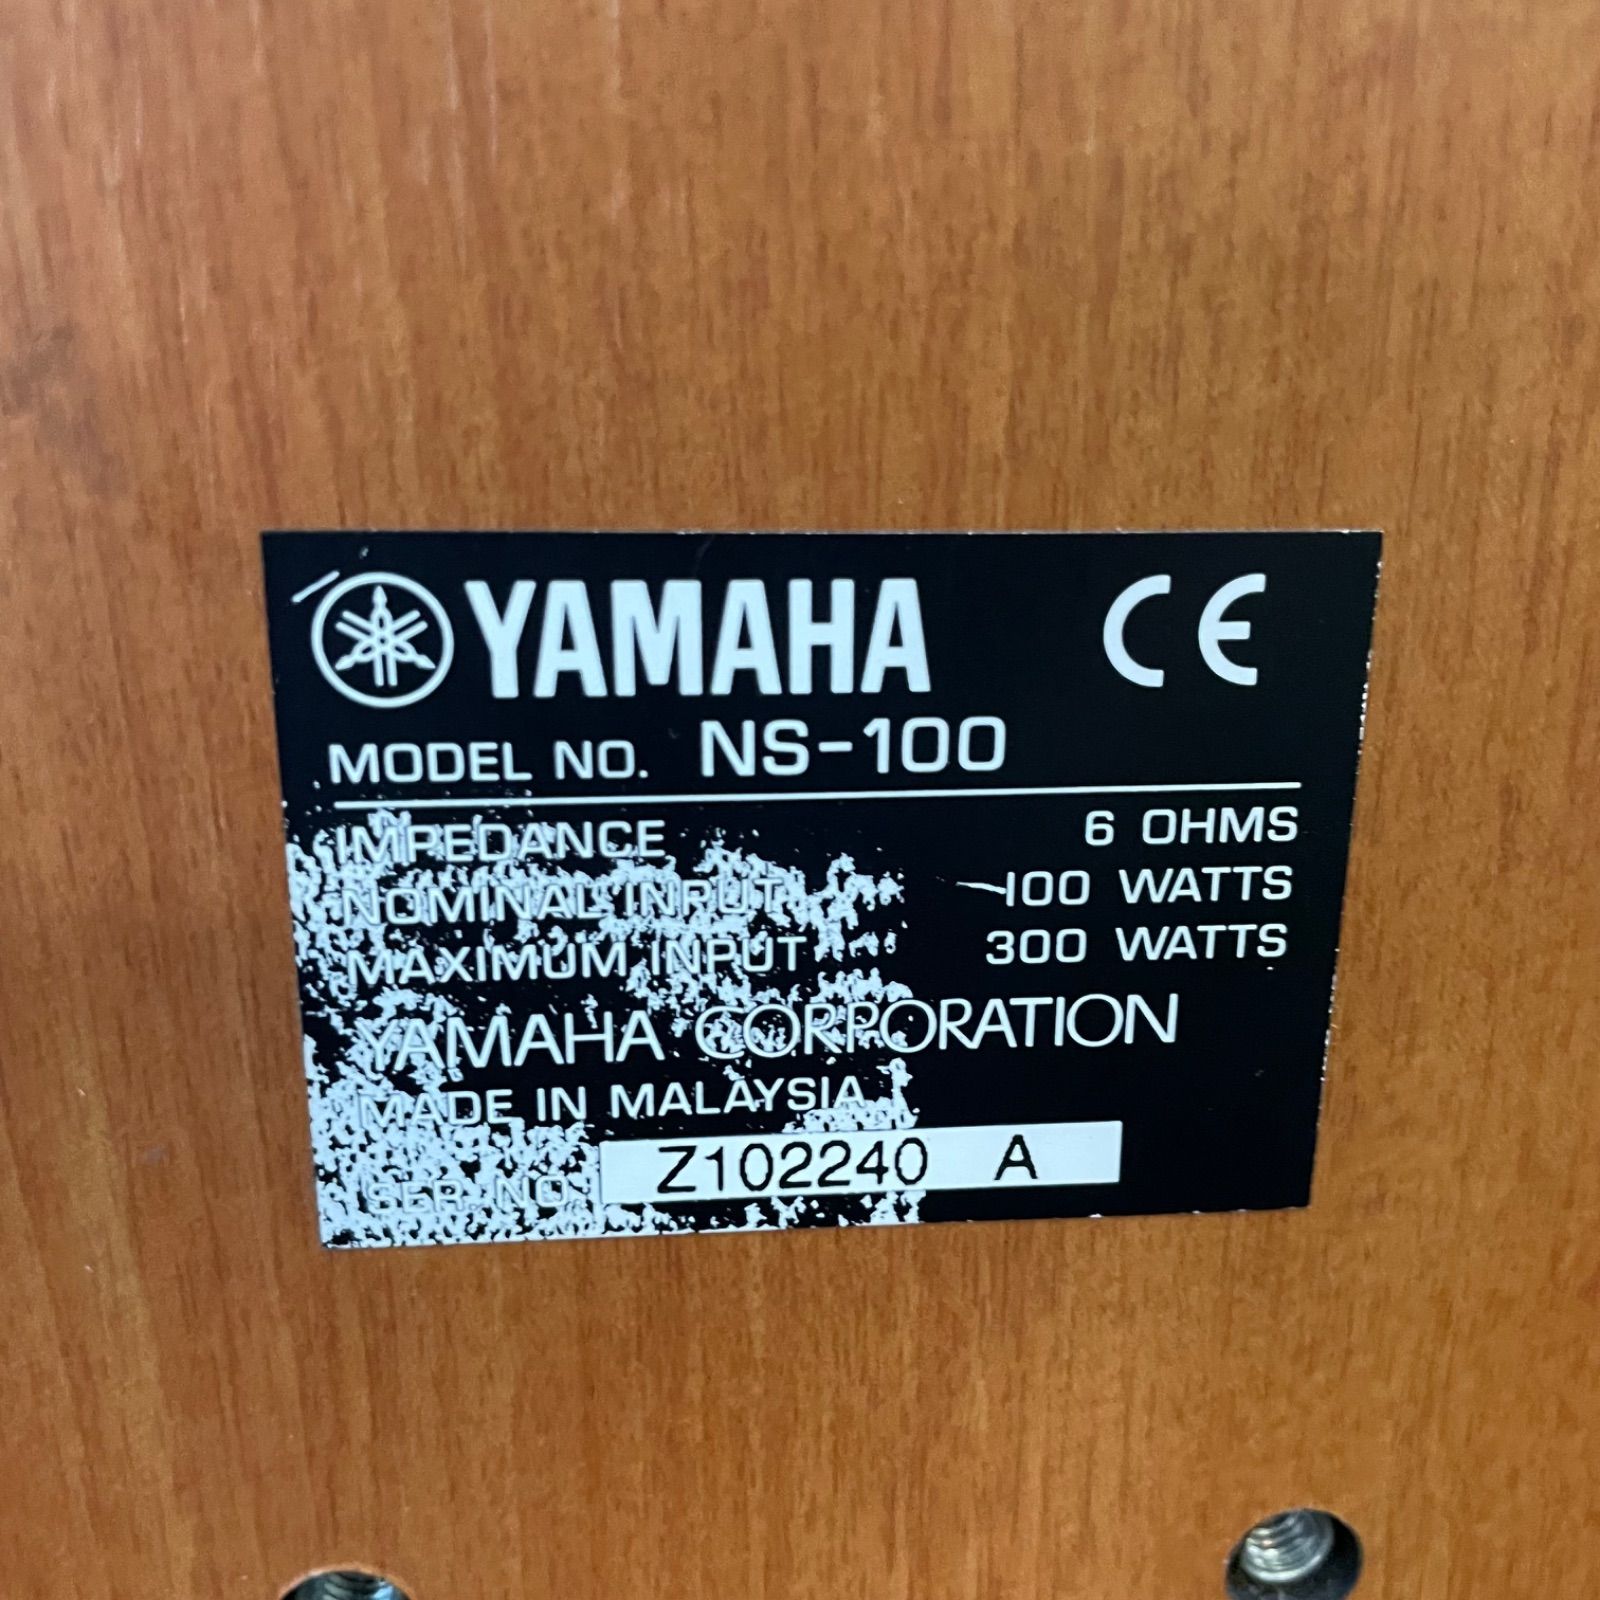 YAMAHA CE
MODEL NO. NS-100
IMPEDANCE 6 OHMS
NOMINAL INPUT 100 WATTS
MAXIMUM INPUT 300 WATTS
YAMAHA CORPORATION
MADE IN MALAYSIA
SER. NO. Z102240 A